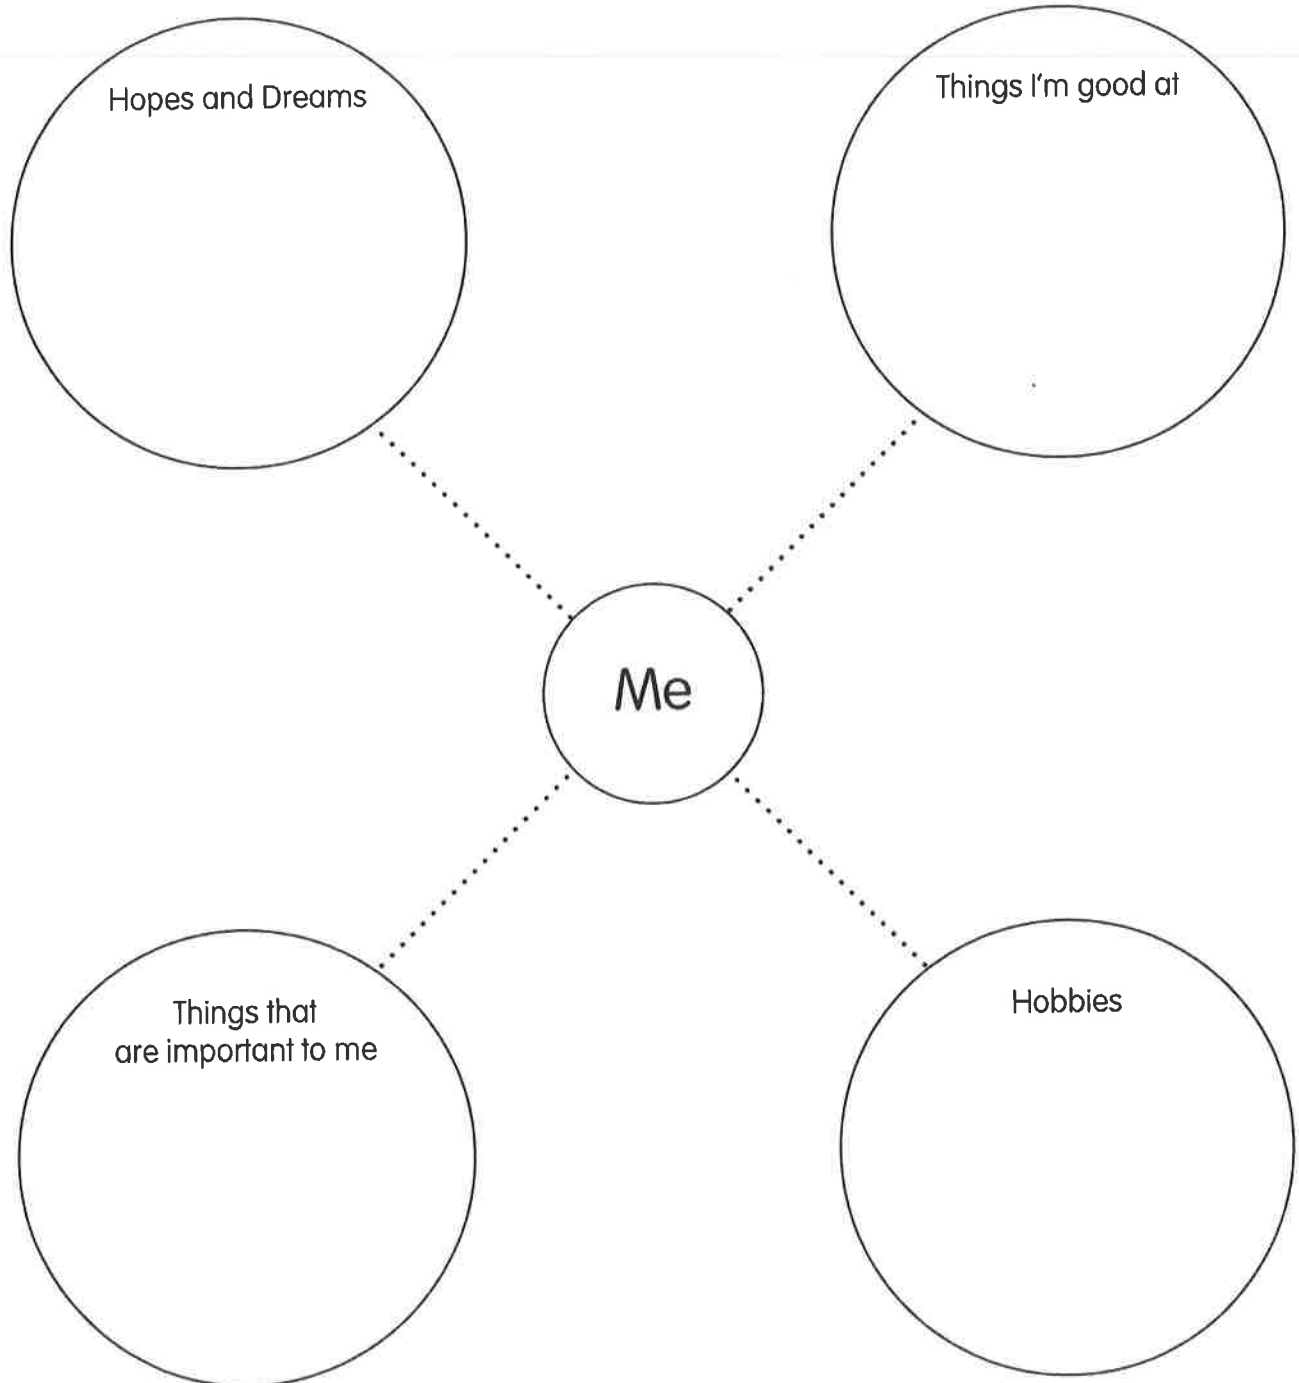 Hopes and Dreams
Things I'm good at
Me
Things that
are important to me
Hobbies